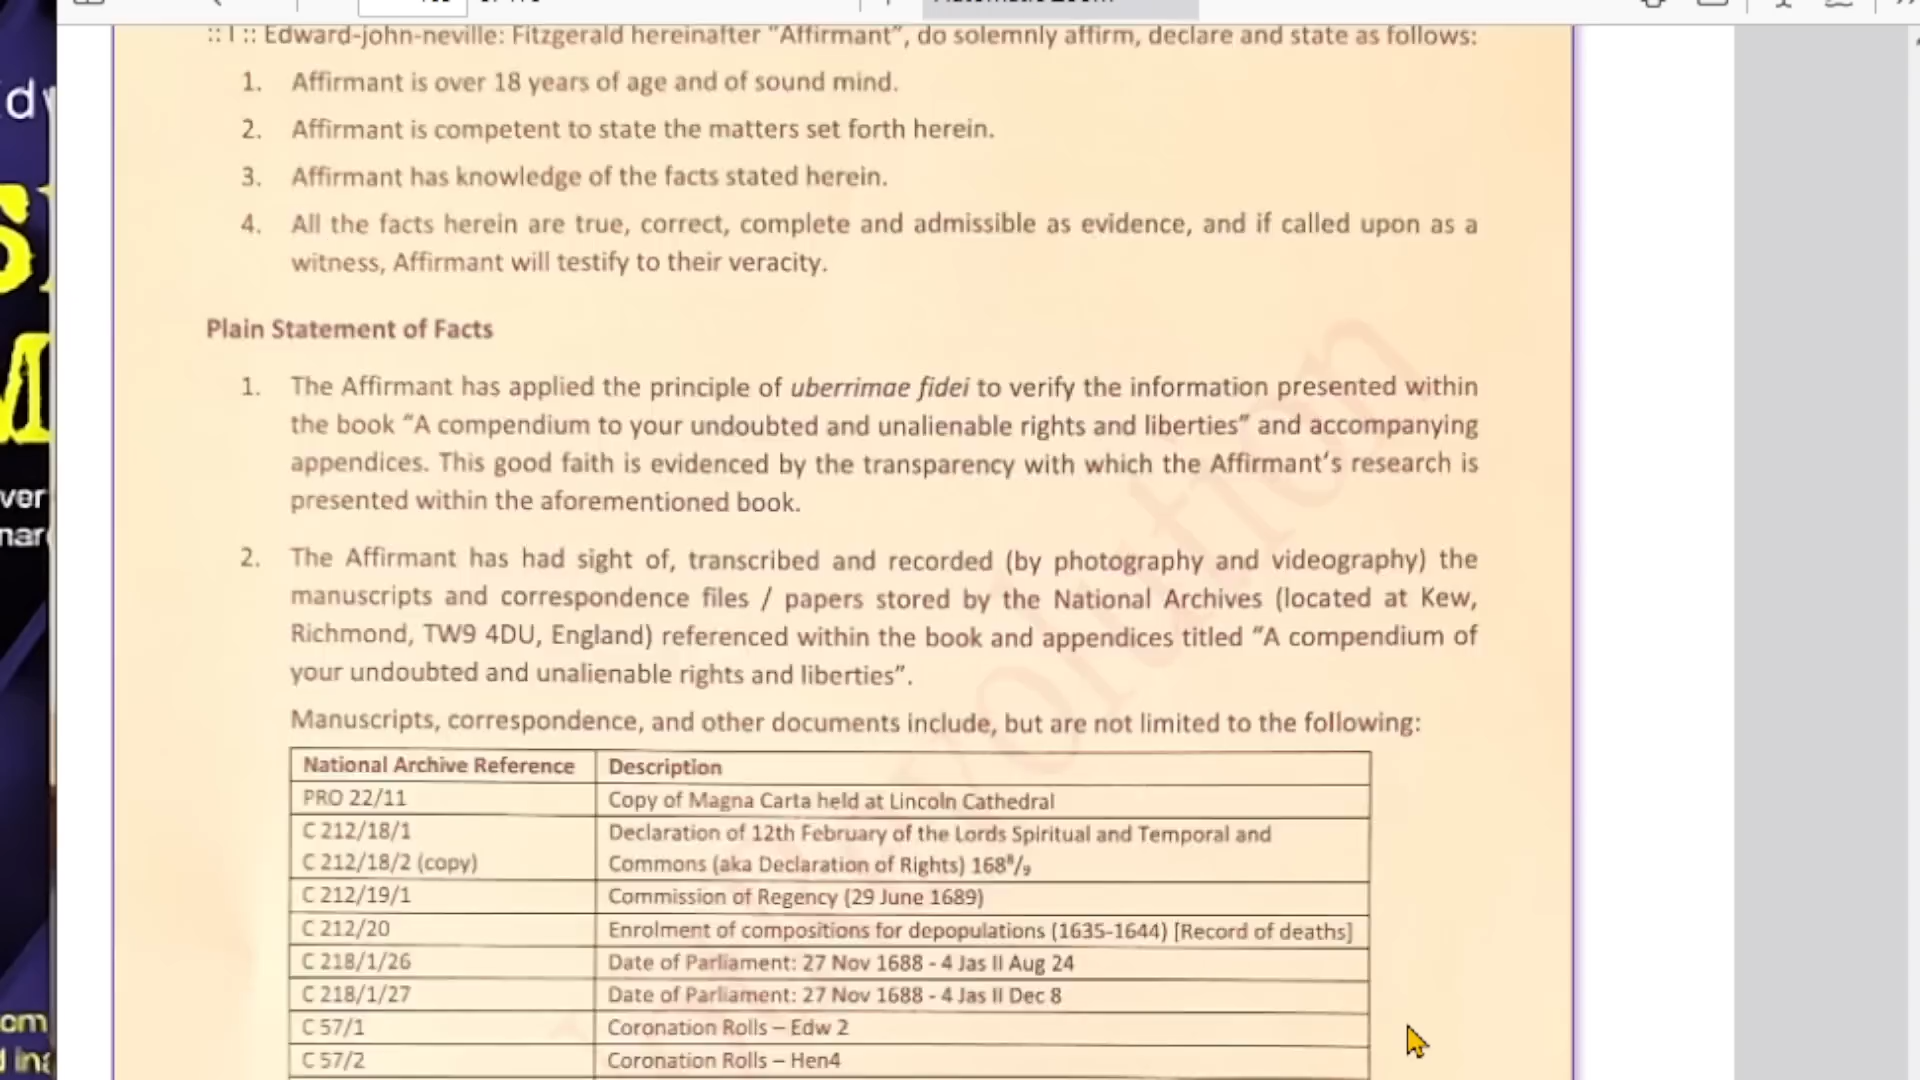 :: I :: Edward-john-neville: Fitzgerald hereinafter "Affirmant", do solemnly affirm, declare and state as follows:
1. Affirmant is over 18 years of age and of sound mind.
2. Affirmant is competent to state the matters set forth herein.
3. Affirmant has knowledge of the facts stated herein.
4. All the facts herein are true, correct, complete and admissible as evidence, and if called upon as a
witness, Affirmant will testify to their veracity.
Plain Statement of Facts
1. The Affirmant has applied the principle of uberrimae fidei to verify the information presented within
the book "A compendium to your undoubted and unalienable rights and liberties" and accompanying
appendices. This good faith is evidenced by the transparency with which the Affirmant's research is
presented within the aforementioned book.
2. The Affirmant has had sight of, transcribed and recorded (by photography and videography) the
manuscripts and correspondence files / papers stored by the National Archives (located at Kew,
Richmond, TW9 4DU, England) referenced within the book and appendices titled "A compendium of
your undoubted and unalienable rights and liberties".
Manuscripts, correspondence, and other documents include, but are not limited to the following:
National Archive Reference Description
PRO 22/11 Copy of Magna Carta held at Lincoln Cathedral
C 212/18/1 Declaration of 12th February of the Lords Spiritual and Temporal and
C 212/18/2 (copy) Commons (aka Declaration of Rights) 168⁸/₉
C 212/19/1 Commission of Regency (29 June 1689)
C 212/20 Enrolment of compositions for depopulations (1635-1644) [Record of deaths]
C 218/1/26 Date of Parliament: 27 Nov 1688 - 4 Jas II Aug 24
C 218/1/27 Date of Parliament: 27 Nov 1688 - 4 Jas II Dec 8
C 57/1 Coronation Rolls – Edw 2
C 57/2 Coronation Rolls – Hen4